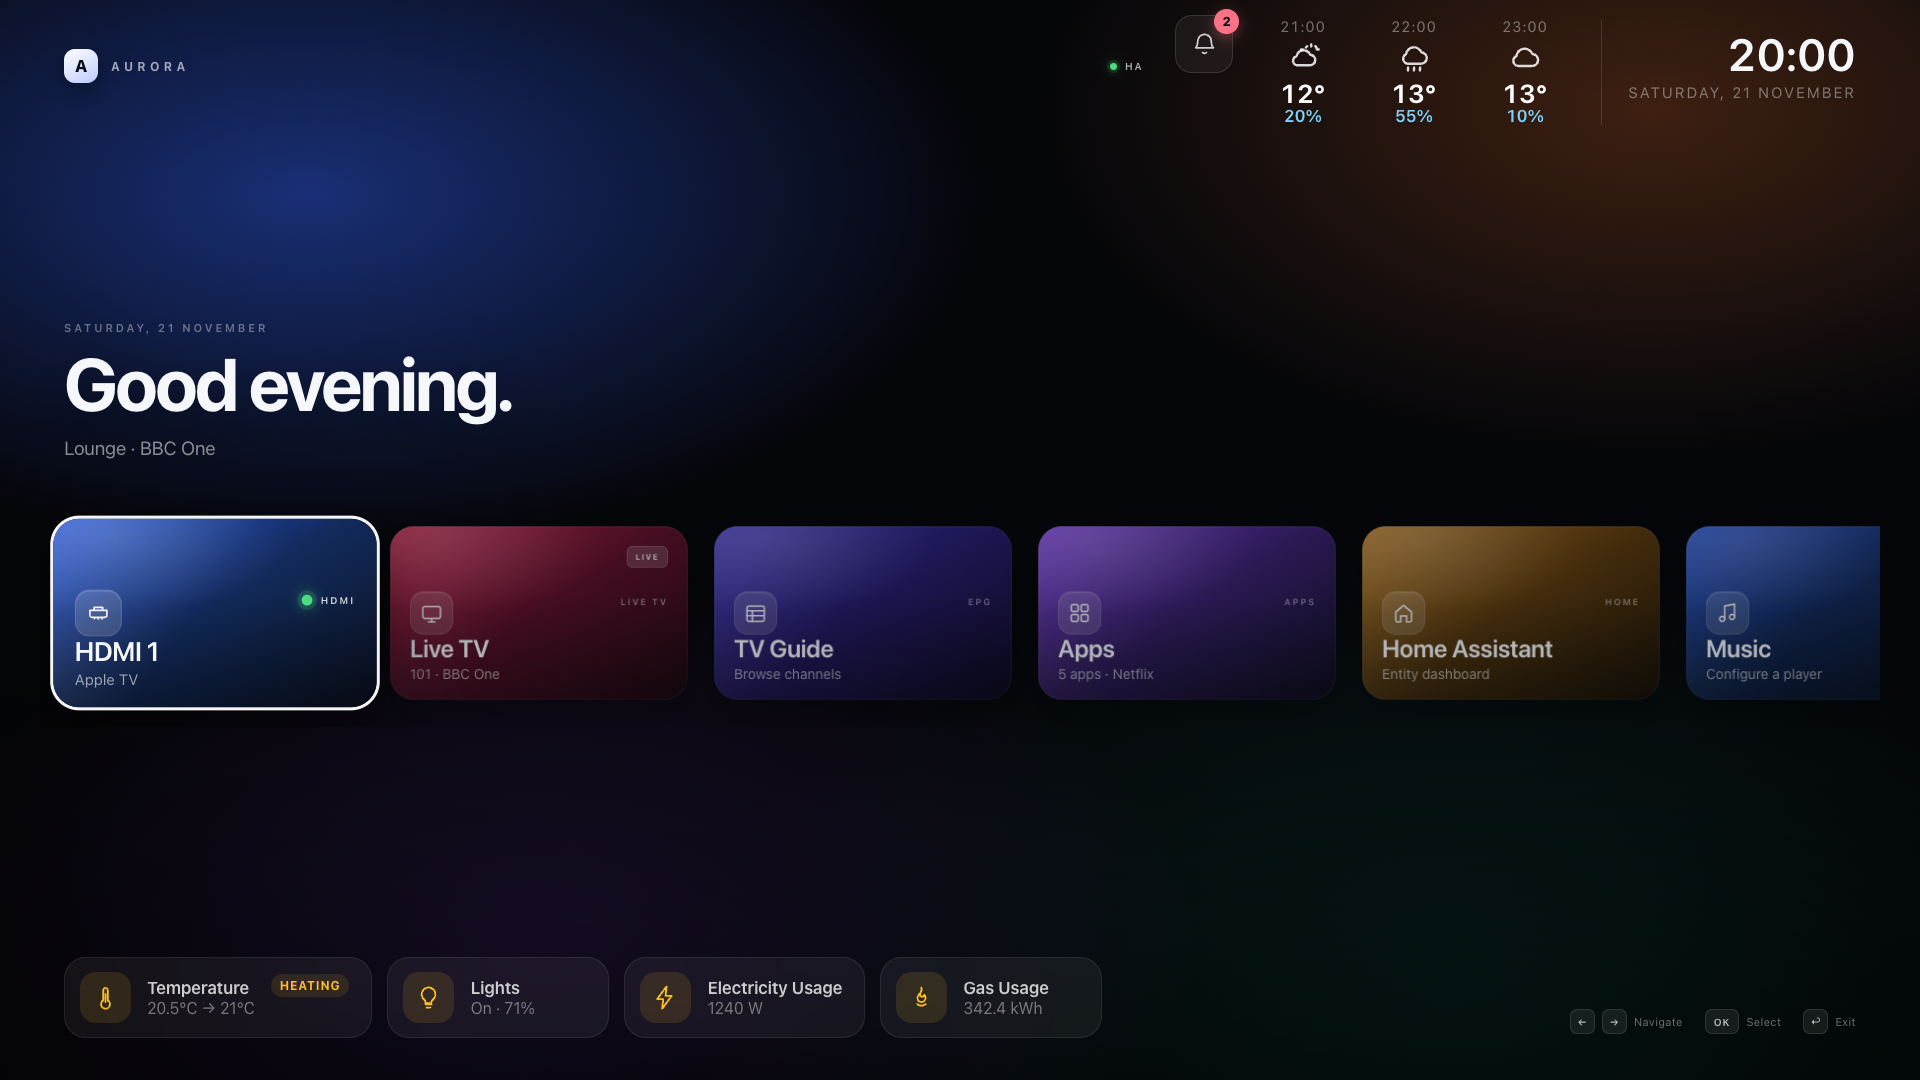 A AURORA
HA
2
21:00
12°
20%
22:00
13°
55%
23:00
13°
10%
20:00
SATURDAY, 21 NOVEMBER
SATURDAY, 21 NOVEMBER
Good evening.
Lounge · BBC One
HDMI
HDMI 1
Apple TV
LIVE
LIVE TV
Live TV
101 · BBC One
EPG
TV Guide
Browse channels
APPS
Apps
5 apps · Netflix
HOME
Home Assistant
Entity dashboard
Music
Configure a player
Temperature HEATING
20.5°C → 21°C
Lights
On · 71%
Electricity Usage
1240 W
Gas Usage
342.4 kWh
← → Navigate OK Select ↩ Exit